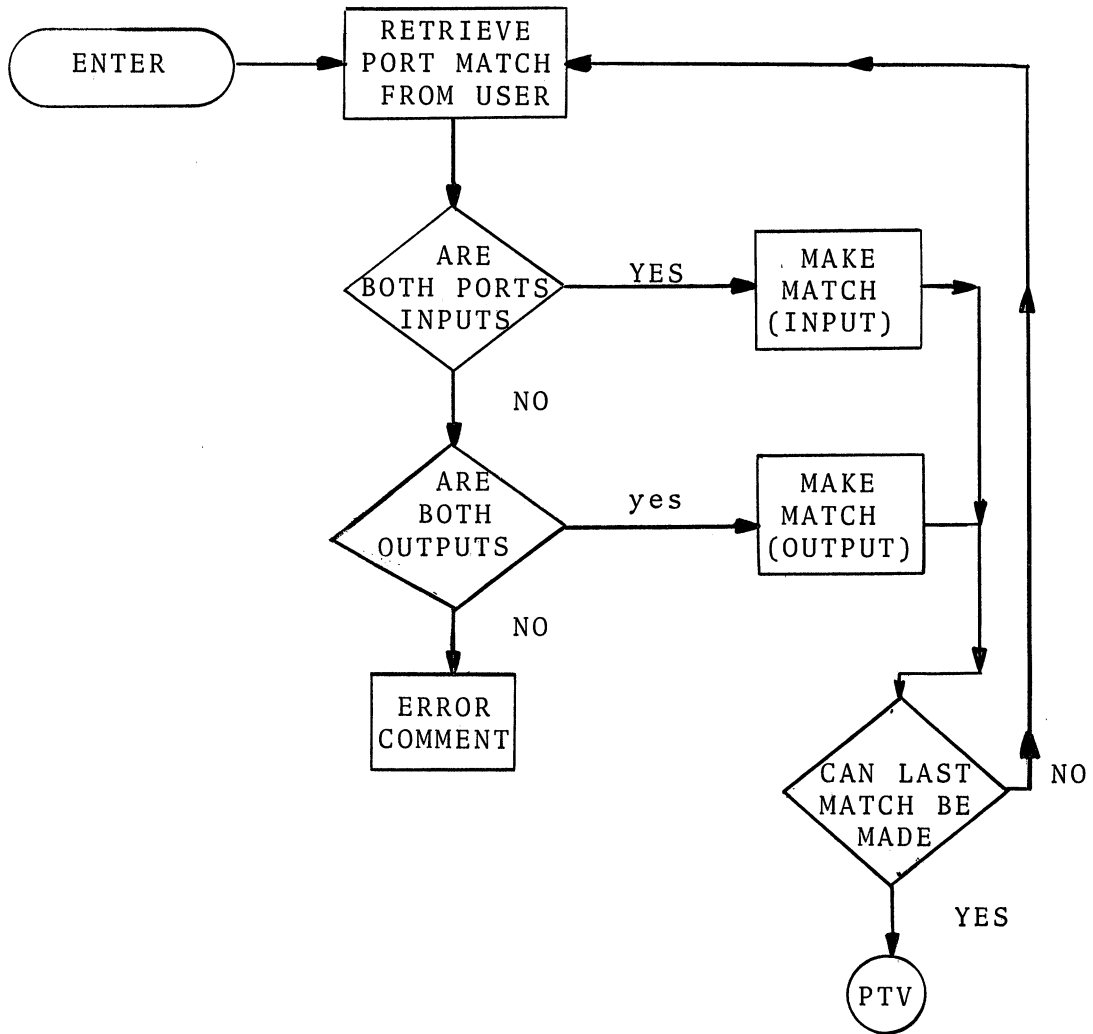 ENTER
RETRIEVE
PORT MATCH
FROM USER
ARE
BOTH PORTS
INPUTS
YES
MAKE
MATCH
(INPUT)
NO
ARE
BOTH
OUTPUTS
yes
MAKE
MATCH
(OUTPUT)
NO
ERROR
COMMENT
CAN LAST
MATCH BE
MADE
NO
YES
PTV